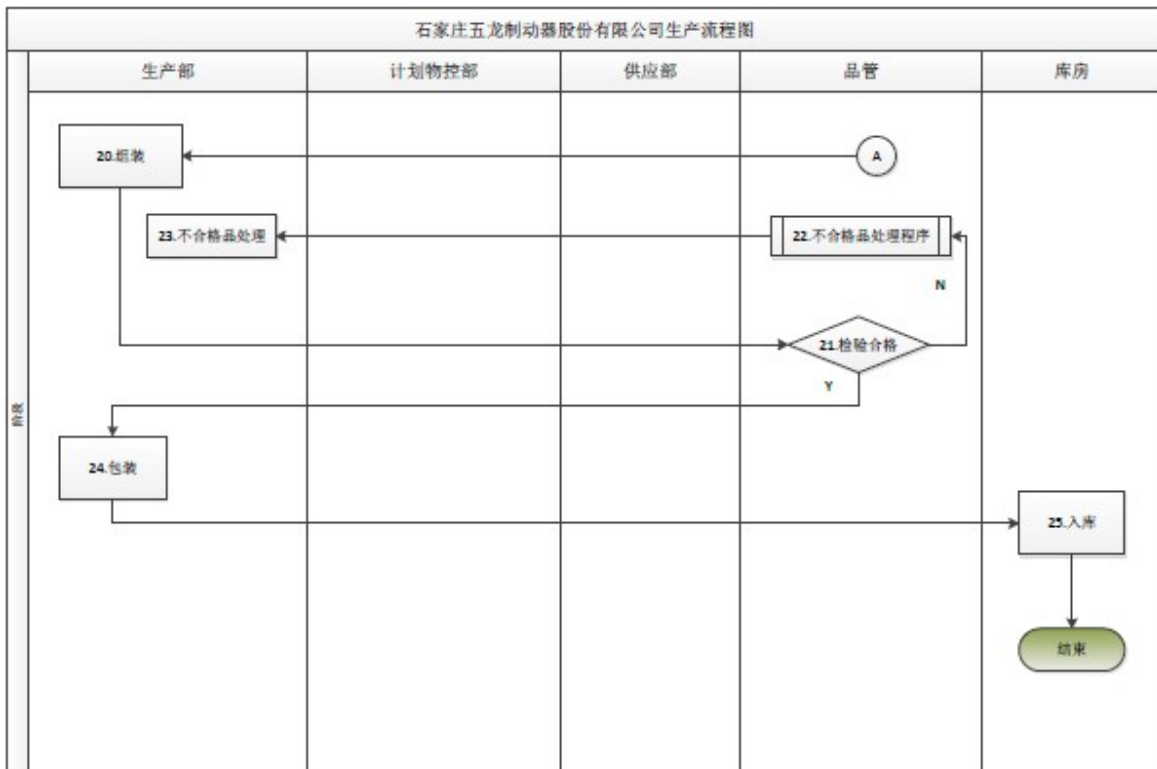 石家庄五龙制动器股份有限公司生产流程图
生产部
计划物控部
供应部
品管
库房
20.组装
A
23.不合格品处理
22.不合格品处理程序
N
21.检验合格
Y
阶段
24.包装
25.入库
结束